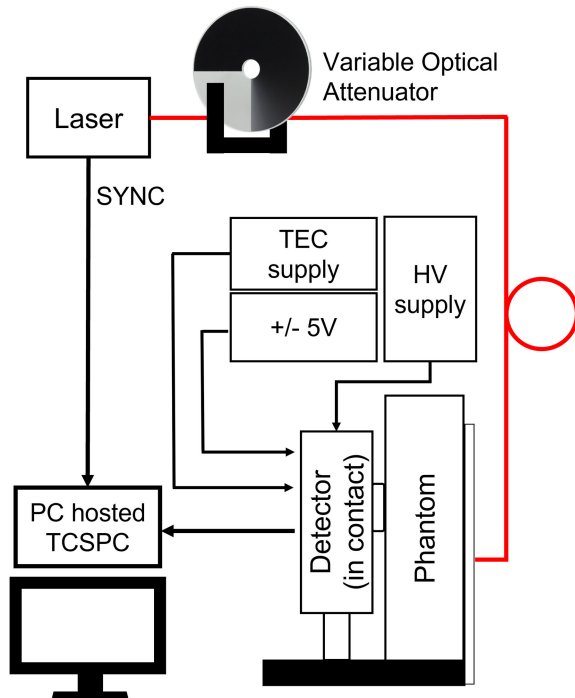 Variable Optical
Attenuator
Laser
SYNC
TEC
supply
HV
supply
+/- 5V
Detector
(in contact)
Phantom
PC hosted
TCSPC